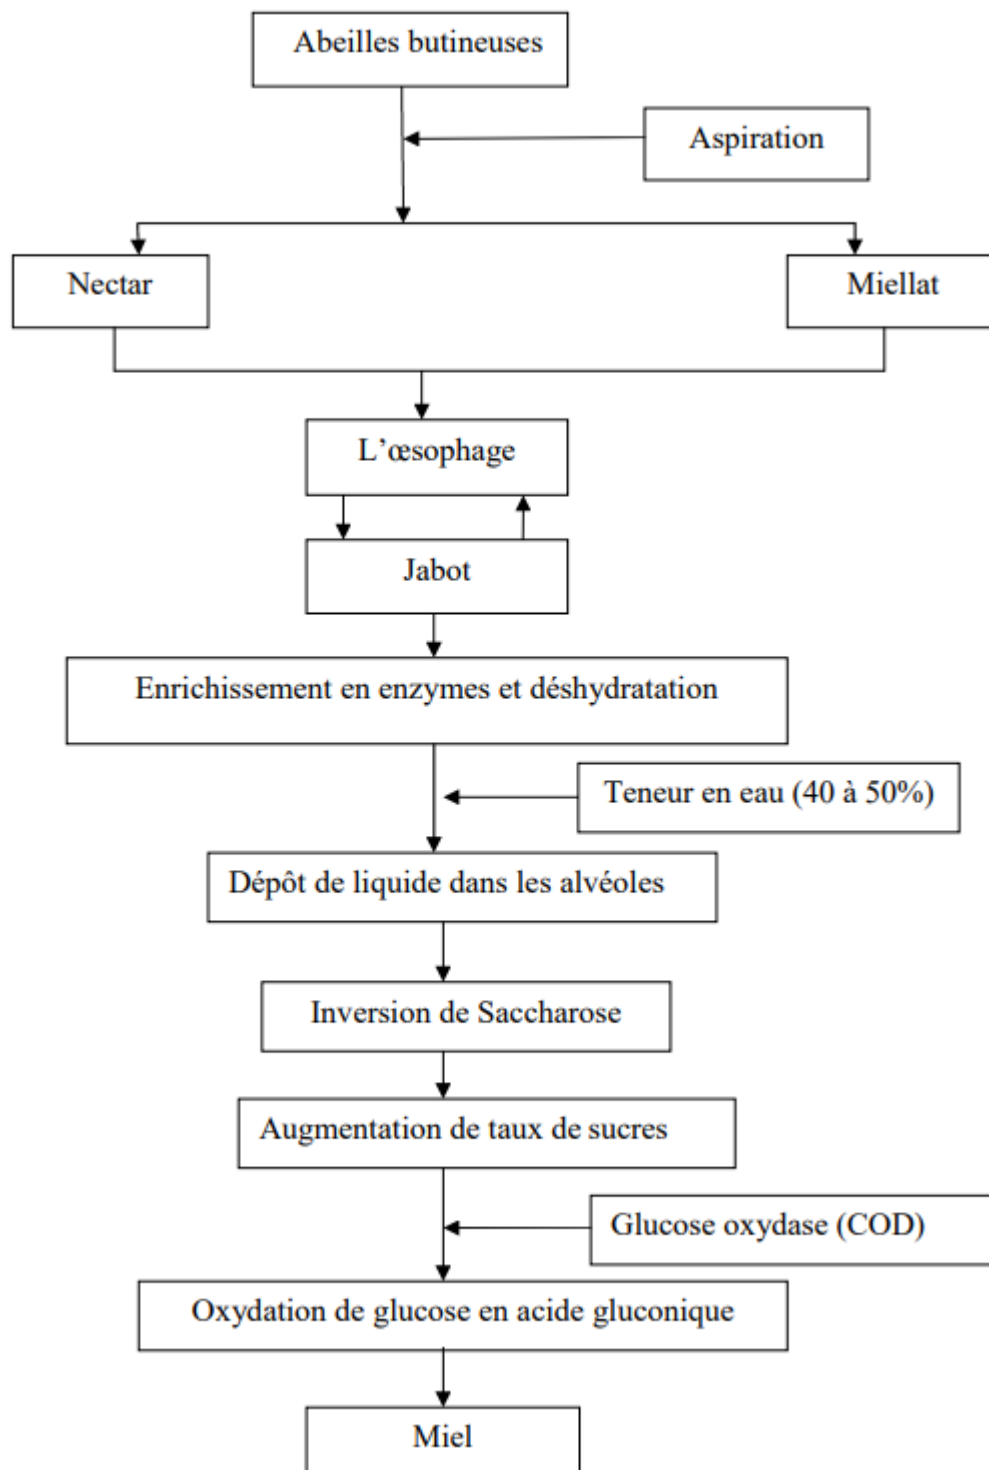 Abeilles butineuses
Aspiration
Nectar
Miellat
L’œsophage
Jabot
Enrichissement en enzymes et déshydratation
Teneur en eau (40 à 50%)
Dépôt de liquide dans les alvéoles
Inversion de Saccharose
Augmentation de taux de sucres
Glucose oxydase (COD)
Oxydation de glucose en acide gluconique
Miel